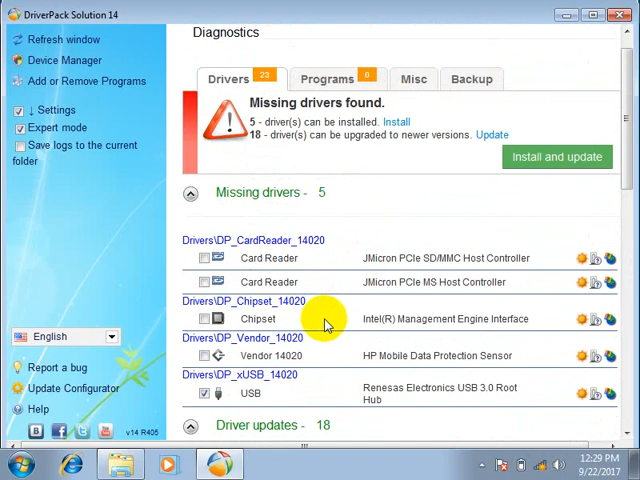 DriverPack Solution 14
Refresh window
Device Manager
Add or Remove Programs
↓ Settings
Expert mode
Save logs to the current
folder
English
Report a bug
Update Configurator
Help
B f You Tube v14 R405
Diagnostics
Drivers 23 Programs 0 Misc Backup
Missing drivers found.
5 - driver(s) can be installed. Install
18 - driver(s) can be upgraded to newer versions. Update
Install and update
Missing drivers - 5
Drivers\DP_CardReader_14020
Card Reader JMicron PCIe SD/MMC Host Controller
Card Reader JMicron PCIe MS Host Controller
Drivers\DP_Chipset_14020
Chipset Intel(R) Management Engine Interface
Drivers\DP_Vendor_14020
Vendor 14020 HP Mobile Data Protection Sensor
Drivers\DP_xUSB_14020
USB Renesas Electronics USB 3.0 Root
Hub
Driver updates - 18
12:29 PM
9/22/2017